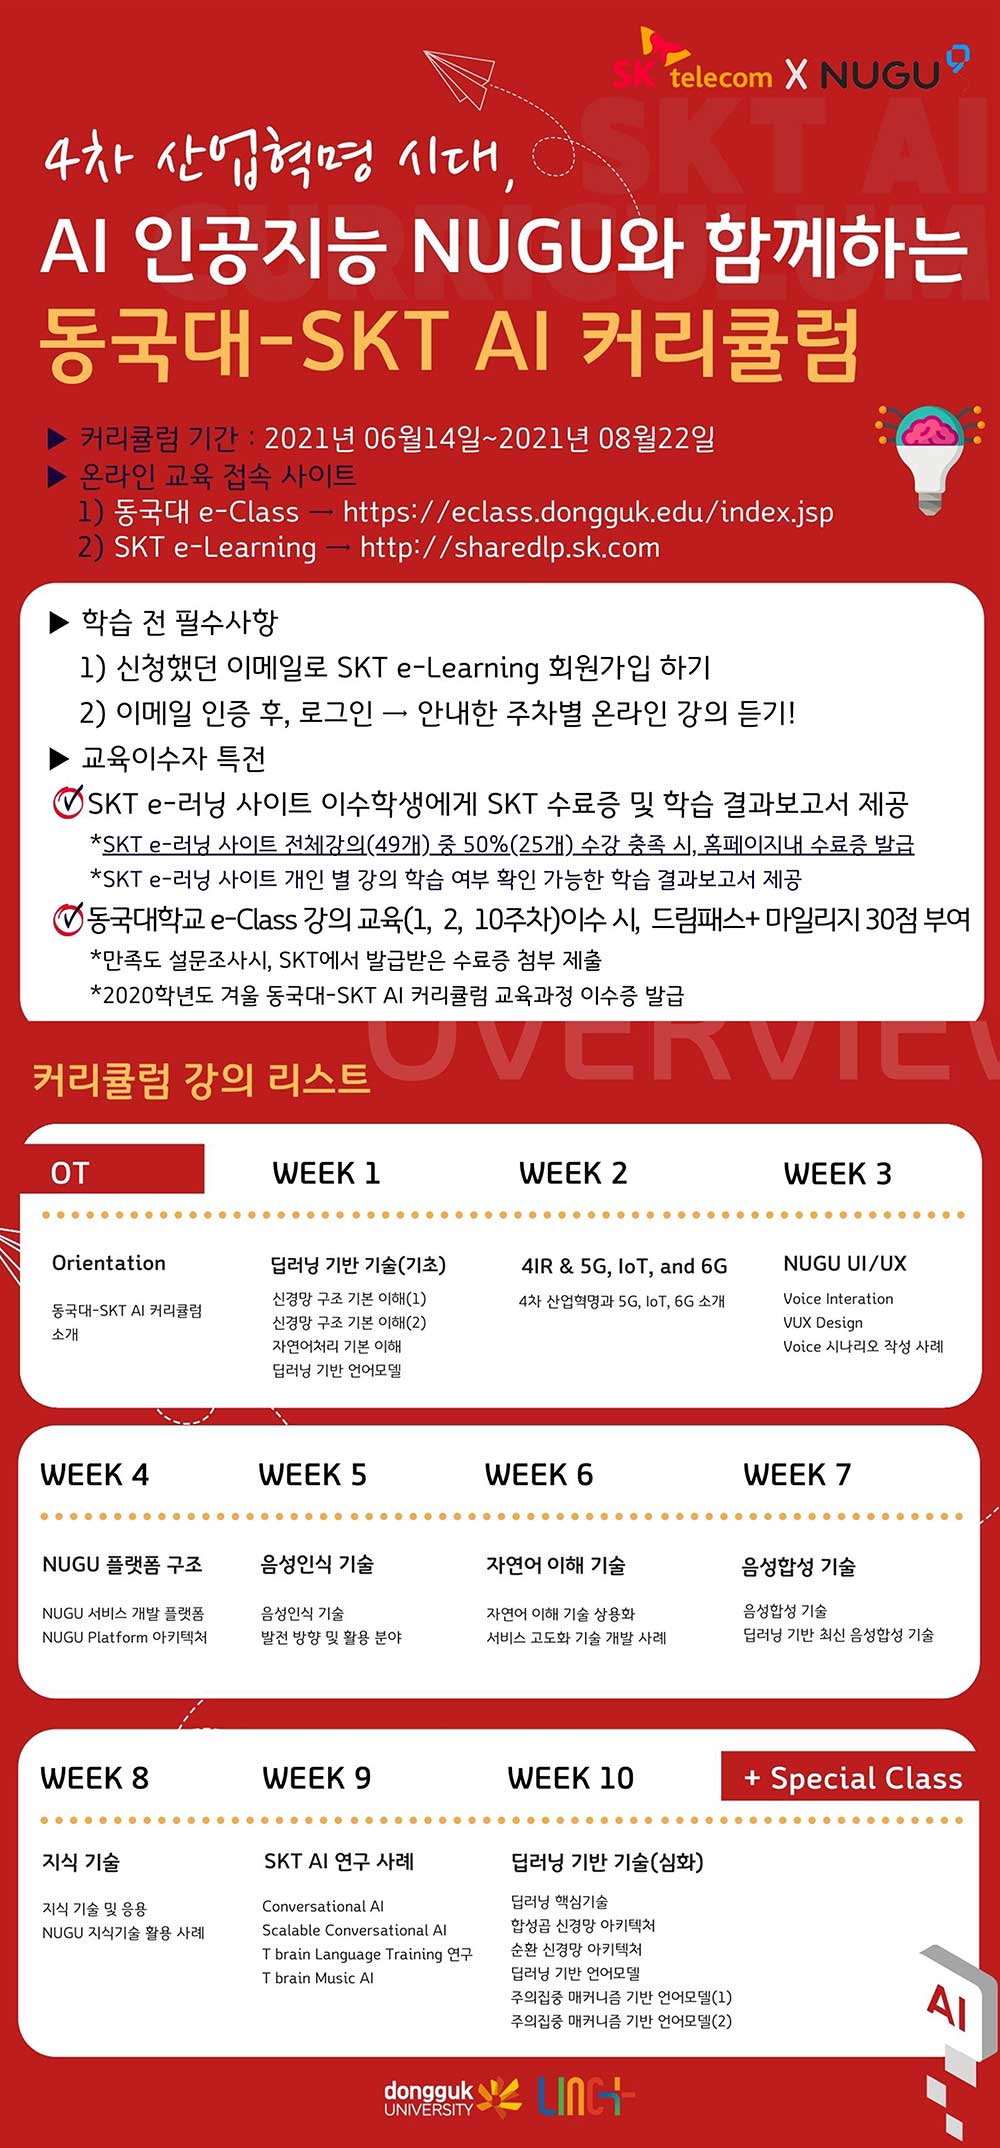 SK telecom X NUGU
SKT AI
CURRICULUM
4차 산업혁명 시대,
AI 인공지능 NUGU와 함께하는
동국대-SKT AI 커리큘럼
▶ 커리큘럼 기간 : 2021년 06월14일~2021년 08월22일
▶ 온라인 교육 접속 사이트
1) 동국대 e-Class → https://eclass.dongguk.edu/index.jsp
2) SKT e-Learning → http://sharedlp.sk.com
▶ 학습 전 필수사항
1) 신청했던 이메일로 SKT e-Learning 회원가입 하기
2) 이메일 인증 후, 로그인 → 안내한 주차별 온라인 강의 듣기!
▶ 교육이수자 특전
SKT e-러닝 사이트 이수학생에게 SKT 수료증 및 학습 결과보고서 제공
*SKT e-러닝 사이트 전체강의(49개) 중 50%(25개) 수강 충족 시, 홈페이지내 수료증 발급
*SKT e-러닝 사이트 개인 별 강의 학습 여부 확인 가능한 학습 결과보고서 제공
동국대학교 e-Class 강의 교육(1, 2, 10주차)이수 시, 드림패스+ 마일리지 30점 부여
*만족도 설문조사시, SKT에서 발급받은 수료증 첨부 제출
*2020학년도 겨울 동국대-SKT AI 커리큘럼 교육과정 이수증 발급
OVERVIEW
커리큘럼 강의 리스트
OT
Orientation
동국대-SKT AI 커리큘럼
소개
WEEK 1
딥러닝 기반 기술(기초)
신경망 구조 기본 이해(1)
신경망 구조 기본 이해(2)
자연어처리 기본 이해
딥러닝 기반 언어모델
WEEK 2
4IR & 5G, IoT, and 6G
4차 산업혁명과 5G, IoT, 6G 소개
WEEK 3
NUGU UI/UX
Voice Interation
VUX Design
Voice 시나리오 작성 사례
WEEK 4
NUGU 플랫폼 구조
NUGU 서비스 개발 플랫폼
NUGU Platform 아키텍처
WEEK 5
음성인식 기술
음성인식 기술
발전 방향 및 활용 분야
WEEK 6
자연어 이해 기술
자연어 이해 기술 상용화
서비스 고도화 기술 개발 사례
WEEK 7
음성합성 기술
음성합성 기술
딥러닝 기반 최신 음성합성 기술
WEEK 8
지식 기술
지식 기술 및 응용
NUGU 지식기술 활용 사례
WEEK 9
SKT AI 연구 사례
Conversational AI
Scalable Conversational AI
T brain Language Training 연구
T brain Music AI
WEEK 10
딥러닝 기반 기술(심화)
딥러닝 핵심기술
합성곱 신경망 아키텍처
순환 신경망 아키텍처
딥러닝 기반 언어모델
주의집중 매커니즘 기반 언어모델(1)
주의집중 매커니즘 기반 언어모델(2)
+ Special Class
AI
dongguk
UNIVERSITY
LINC+